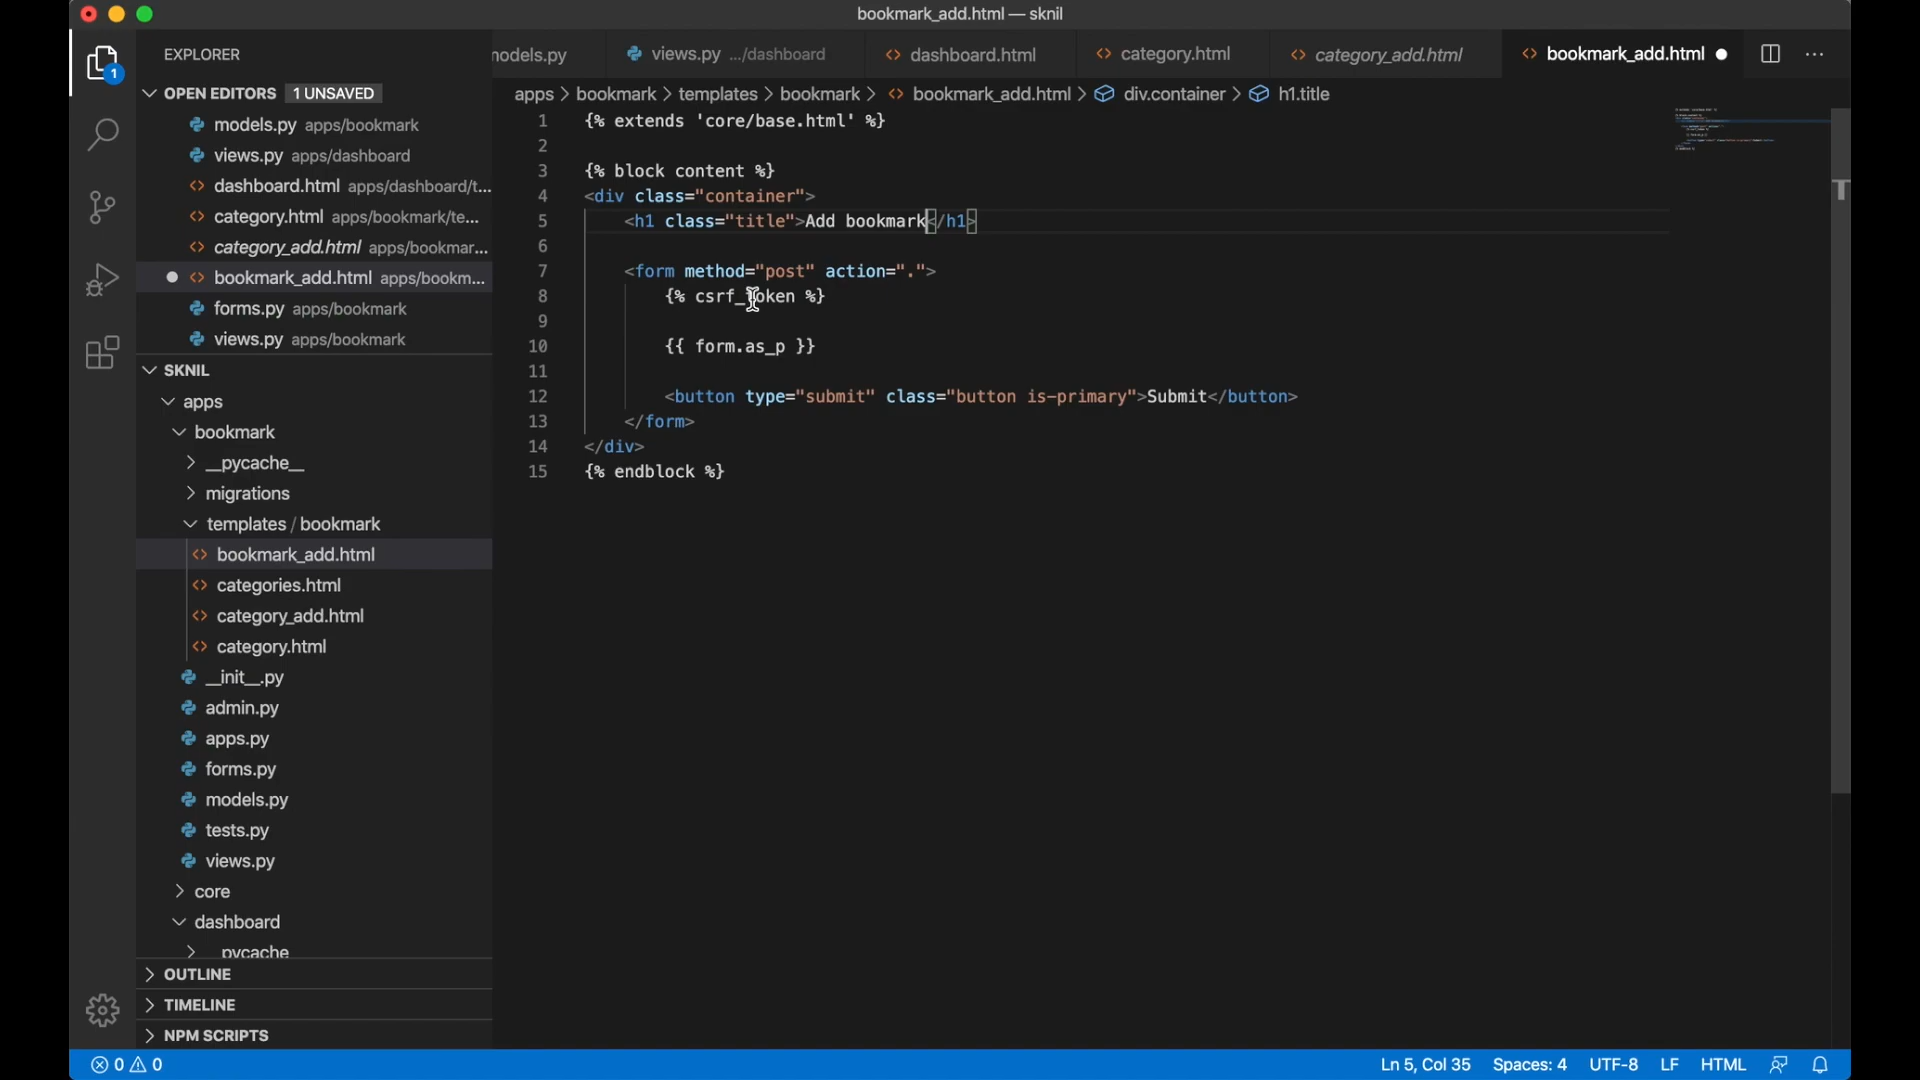 bookmark_add.html — sknil
EXPLORER
models.py
views.py .../dashboard
dashboard.html
category.html
category_add.html
bookmark_add.html
OPEN EDITORS 1 UNSAVED
models.py apps/bookmark
views.py apps/dashboard
dashboard.html apps/dashboard/t...
category.html apps/bookmark/te...
category_add.html apps/bookmar...
bookmark_add.html apps/bookm...
forms.py apps/bookmark
views.py apps/bookmark
SKNIL
apps
bookmark
__pycache__
migrations
templates / bookmark
bookmark_add.html
categories.html
category_add.html
category.html
__init__.py
admin.py
apps.py
forms.py
models.py
tests.py
views.py
core
dashboard
__pycache__
OUTLINE
TIMELINE
NPM SCRIPTS
apps > bookmark > templates > bookmark > bookmark_add.html > div.container > h1.title
1 {% extends 'core/base.html' %}
2
3 {% block content %}
4 <div class="container">
5 <h1 class="title">Add bookmark</h1>
6
7 <form method="post" action=".">
8 {% csrf_token %}
9
10 {{ form.as_p }}
11
12 <button type="submit" class="button is-primary">Submit</button>
13 </form>
14 </div>
15 {% endblock %}
1
0 0
Ln 5, Col 35 Spaces: 4 UTF-8 LF HTML